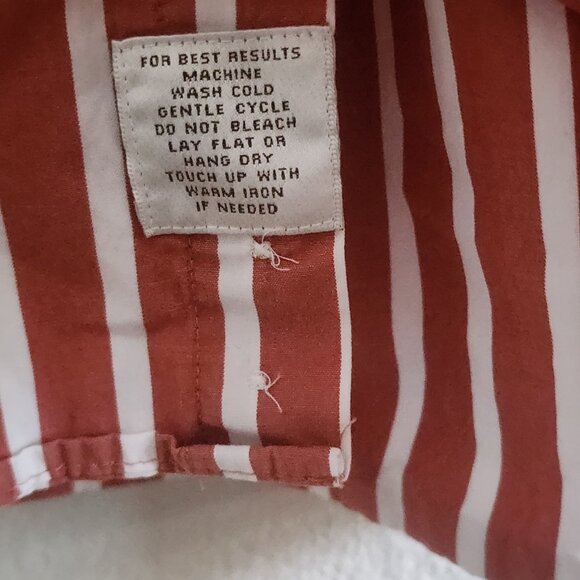 FOR BEST RESULTS
MACHINE
WASH COLD
GENTLE CYCLE
DO NOT BLEACH
LAY FLAT OR
HANG DRY
TOUCH UP WITH
WARM IRON
IF NEEDED